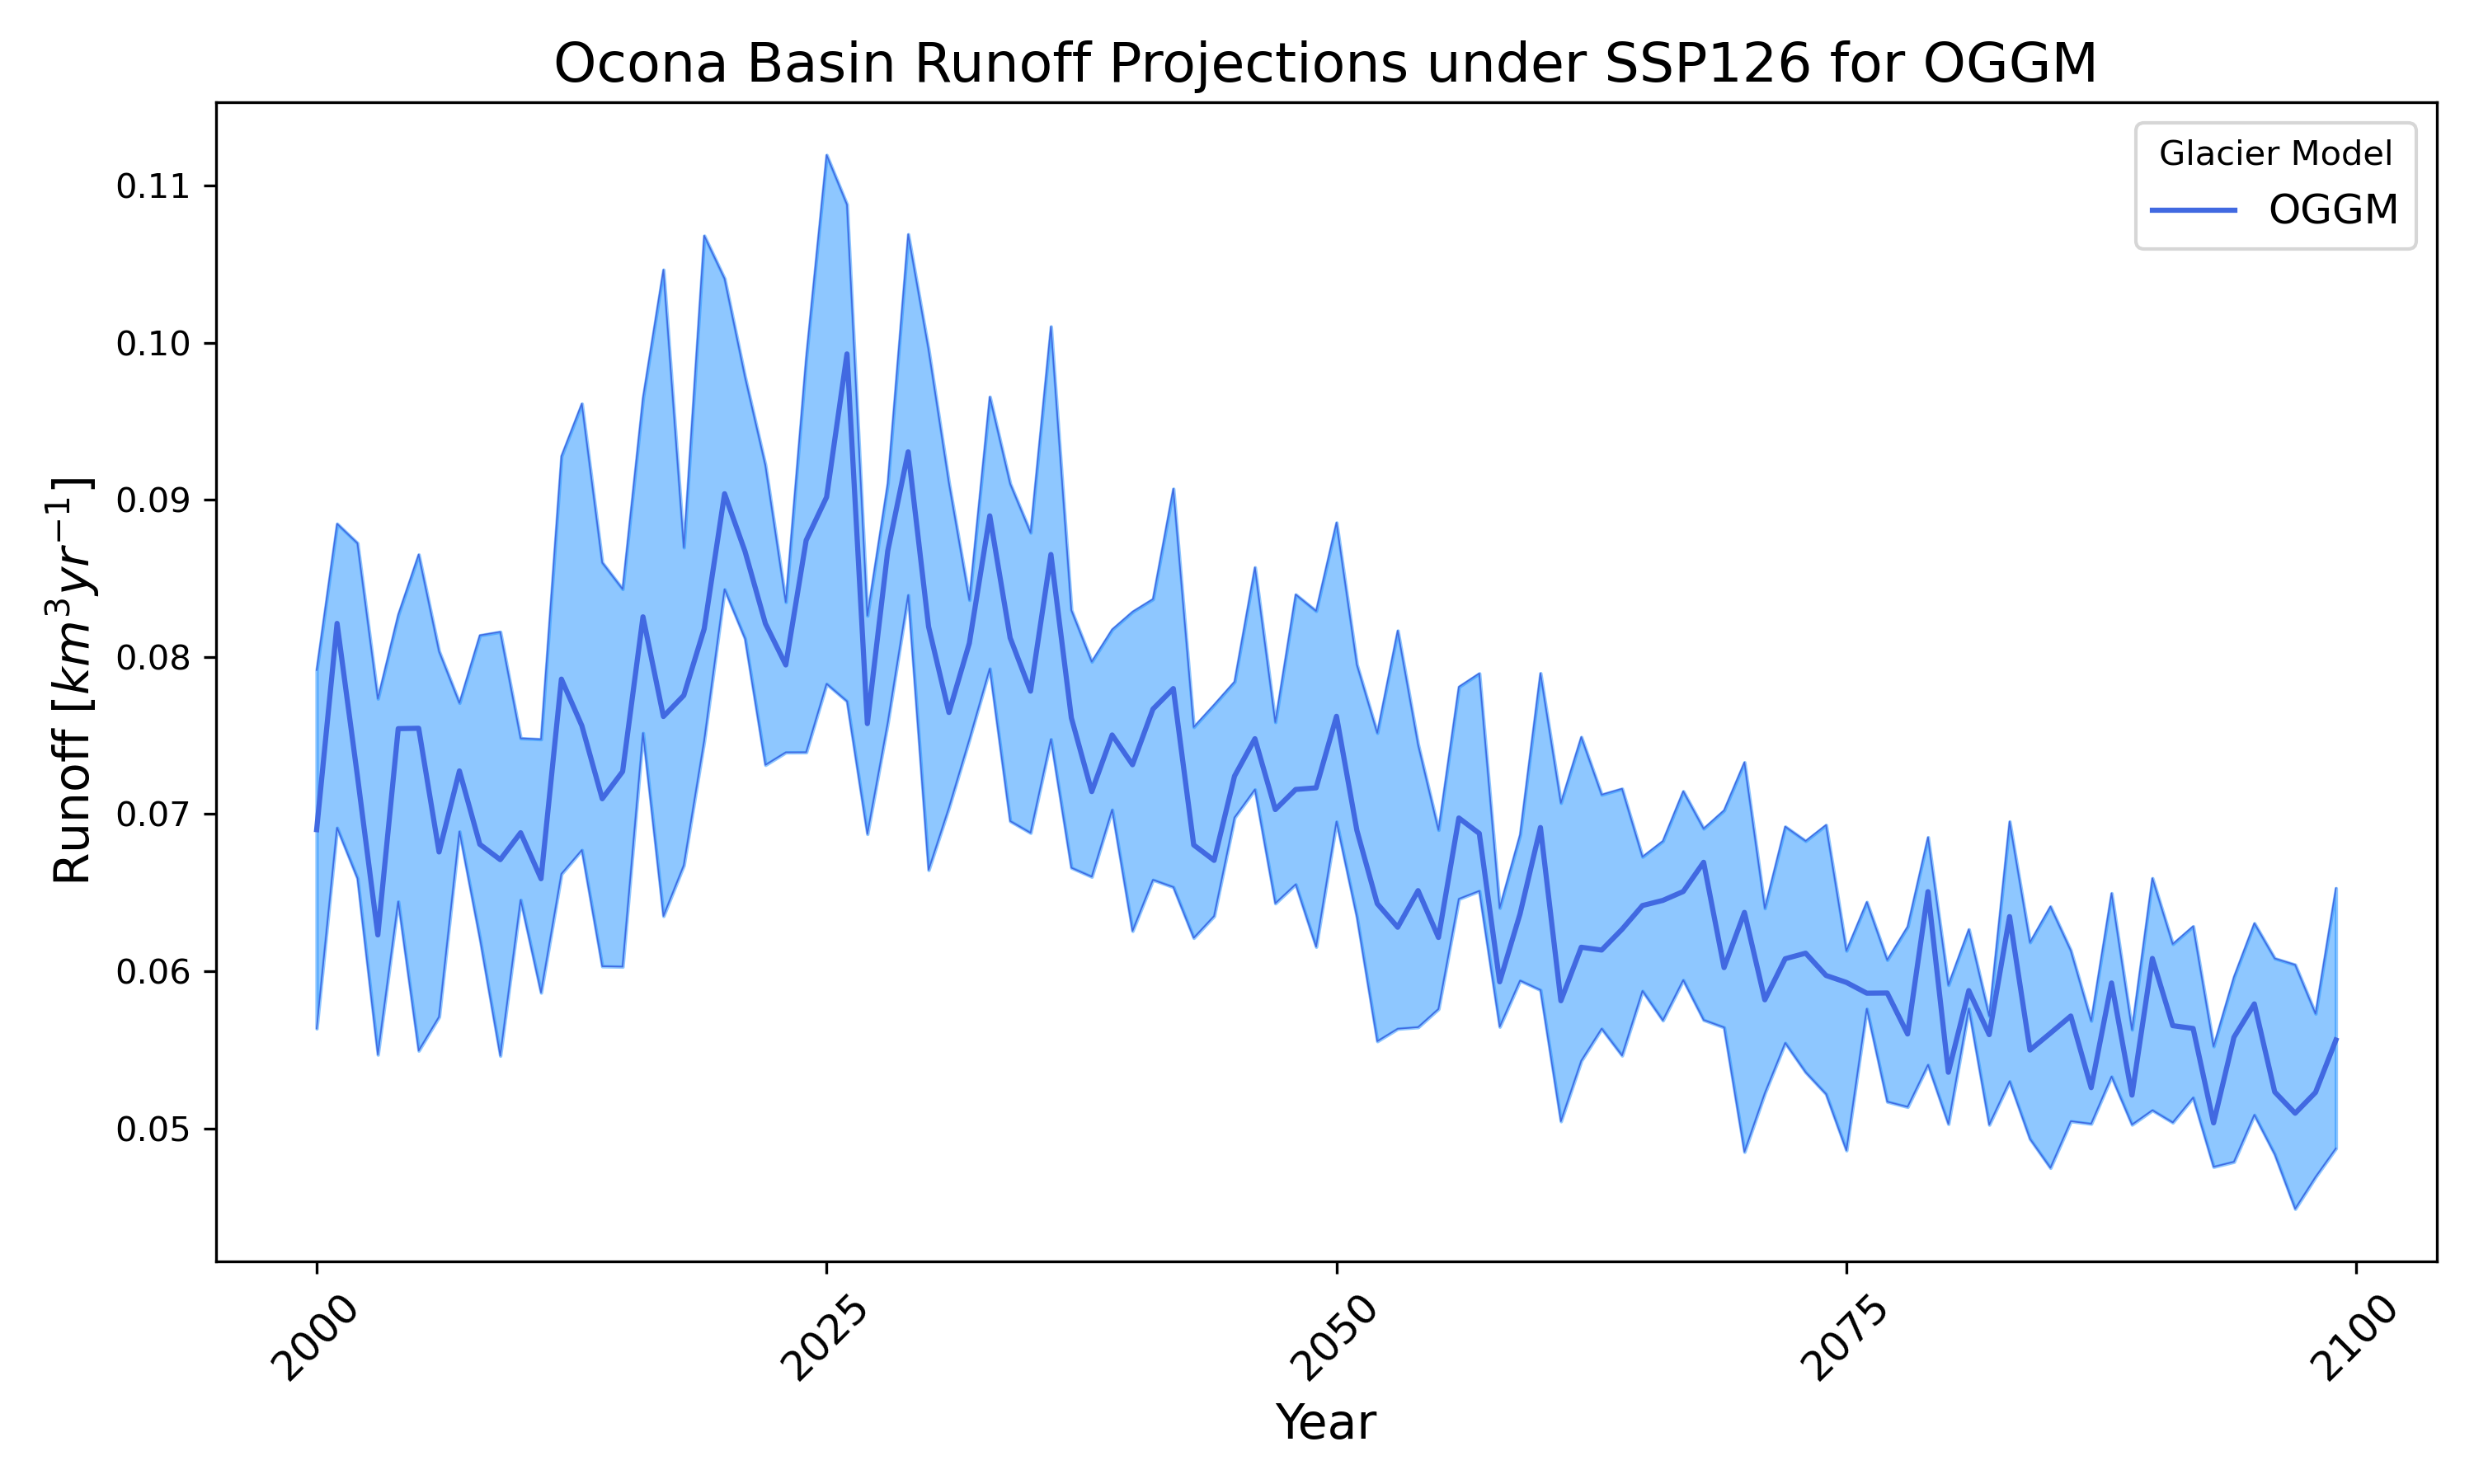 Ocona Basin Runoff Projections under SSP126 for OGGM
Glacier Model
OGGM
Runoff [km³yr⁻¹]
0.11
0.10
0.09
0.08
0.07
0.06
0.05
2000
2025
2050
2075
2100
Year